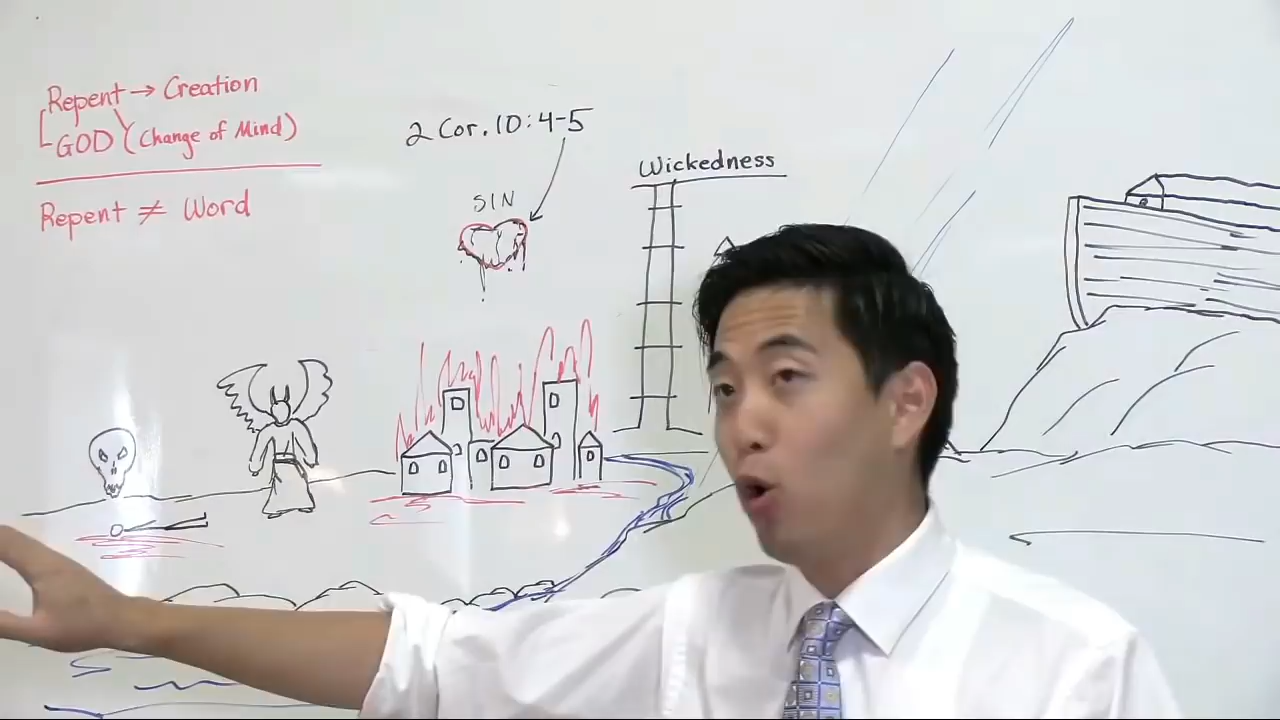 Repent → Creation
GOD (Change of Mind)
Repent ≠ Word
2 Cor. 10:4-5
SIN
Wickedness